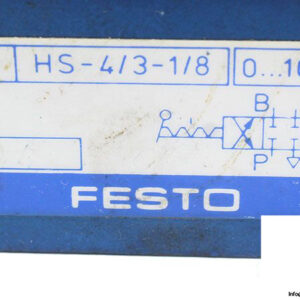 HS-4/3-1/8
0...10
B
P
FESTO